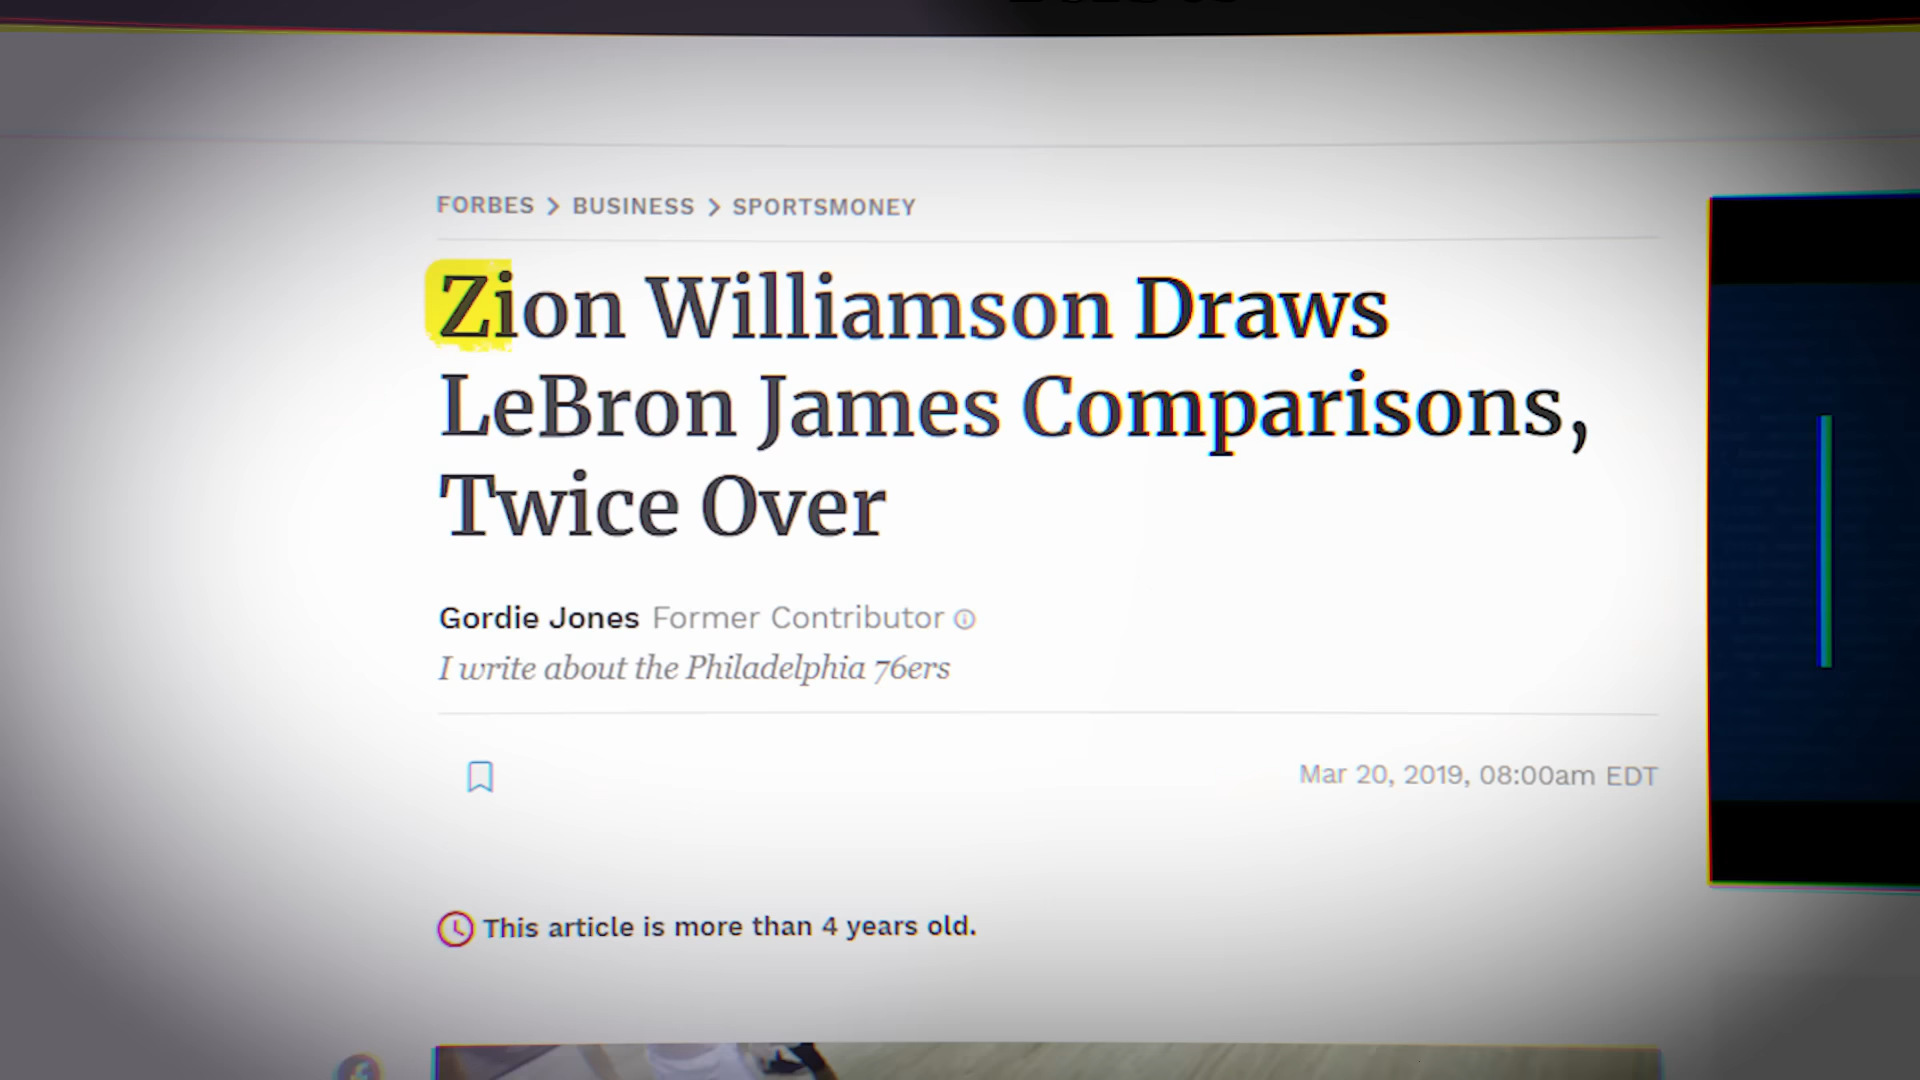 FORBES > BUSINESS > SPORTSMONEY
Zion Williamson Draws
LeBron James Comparisons,
Twice Over
Gordie Jones Former Contributor
I write about the Philadelphia 76ers
Mar 20, 2019, 08:00am EDT
This article is more than 4 years old.